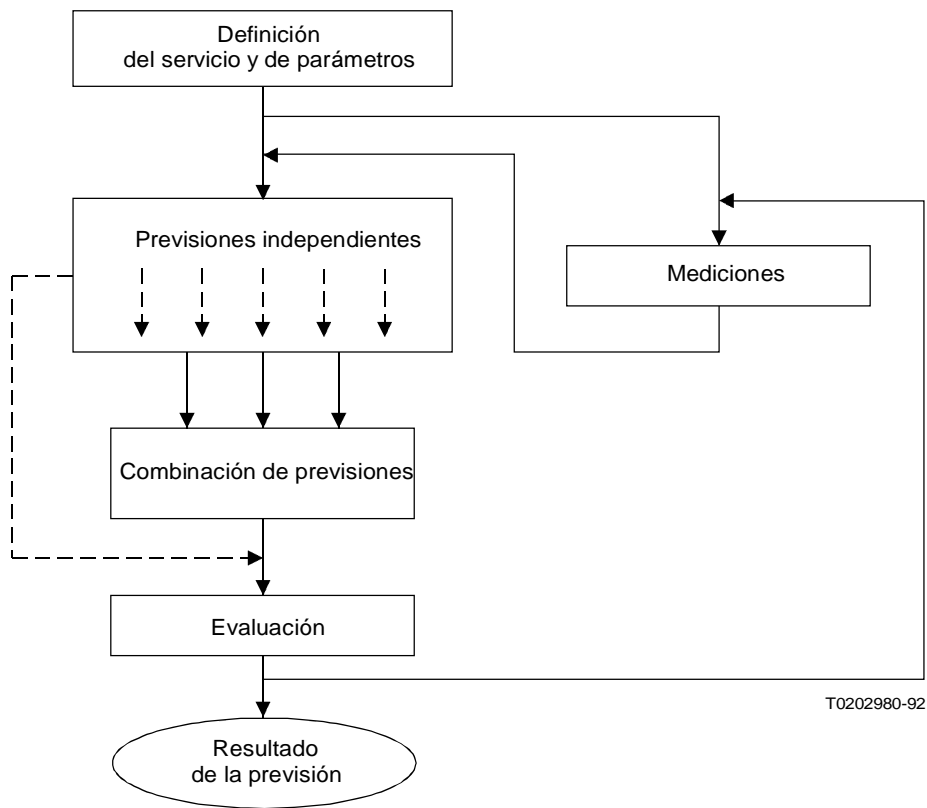 Definición
del servicio y de parámetros
Previsiones independientes
Mediciones
Combinación de previsiones
Evaluación
T0202980-92
Resultado
de la previsión